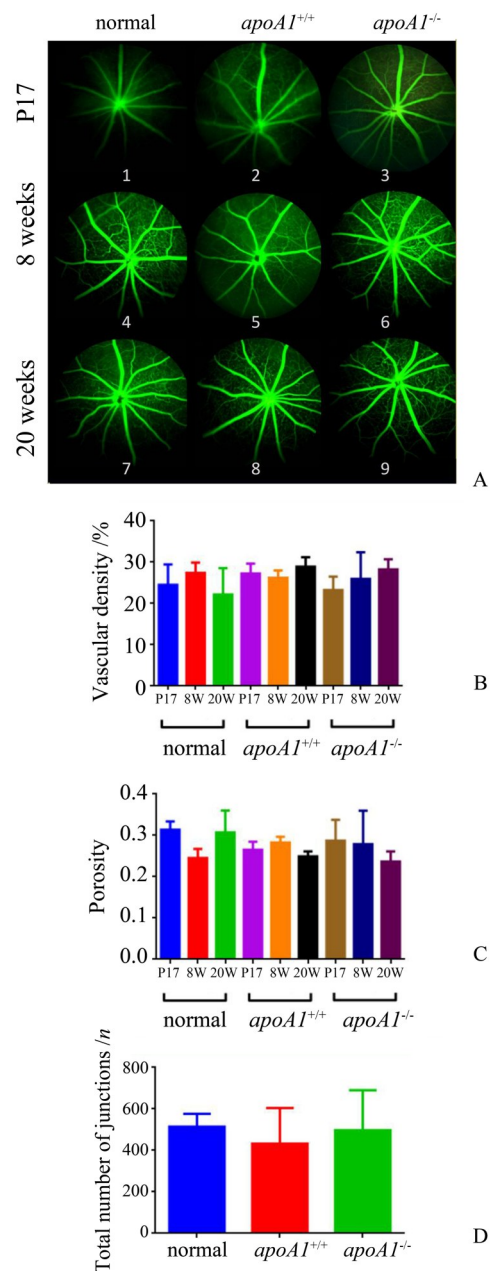 normal apoA1+/+ apoA1-/-
P17
1 2 3
8 weeks
4 5 6
20 weeks
7 8 9
A
Vascular density /%
40
30
20
10
0
P17 8W 20W P17 8W 20W P17 8W 20W
normal apoA1+/+ apoA1-/-
B
Porosity
0.4
0.3
0.2
0.1
0.0
P17 8W 20W P17 8W 20W P17 8W 20W
normal apoA1+/+ apoA1-/-
C
Total number of junctions /n
800
600
400
200
0
normal apoA1+/+ apoA1-/-
D